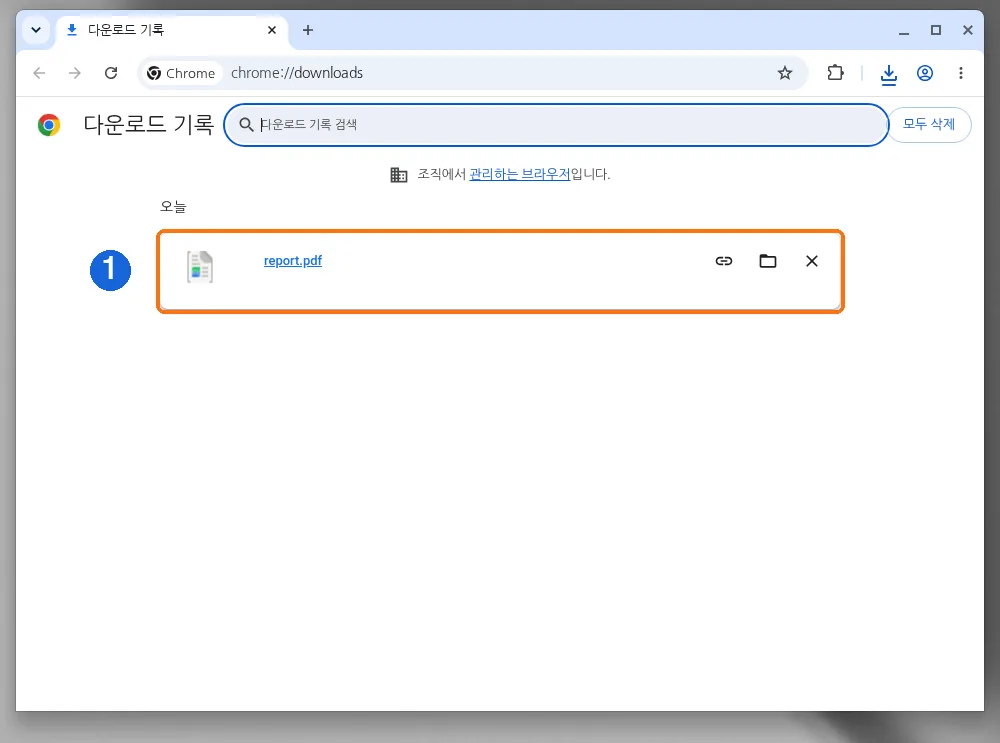 다운로드 기록
Chrome chrome://downloads
다운로드 기록 다운로드 기록 검색 모두 삭제
조직에서 관리하는 브라우저입니다.
오늘
1 report.pdf